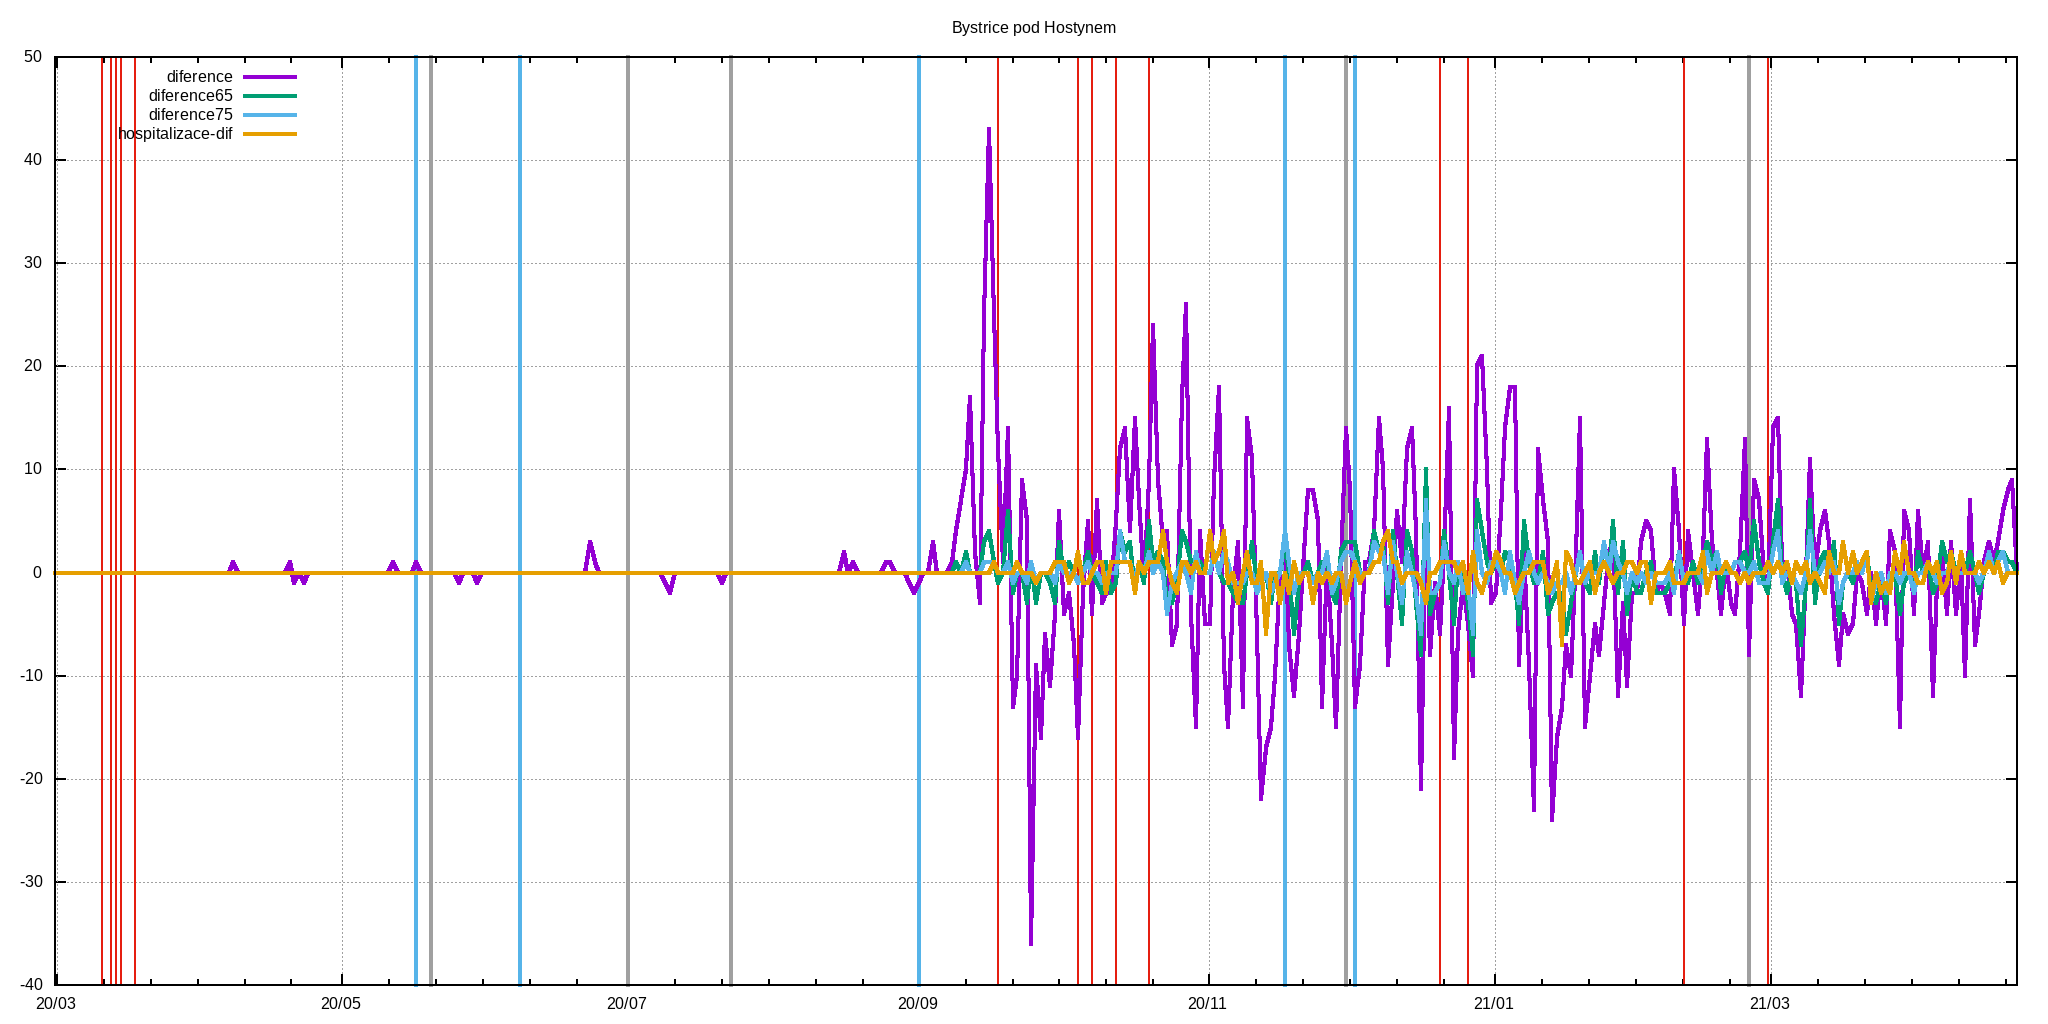 Bystrice pod Hostynem
50
40
30
20
10
0
-10
-20
-30
-40
diference
diference65
diference75
hospitalizace-dif
20/03 20/05 20/07 20/09 20/11 21/01 21/03